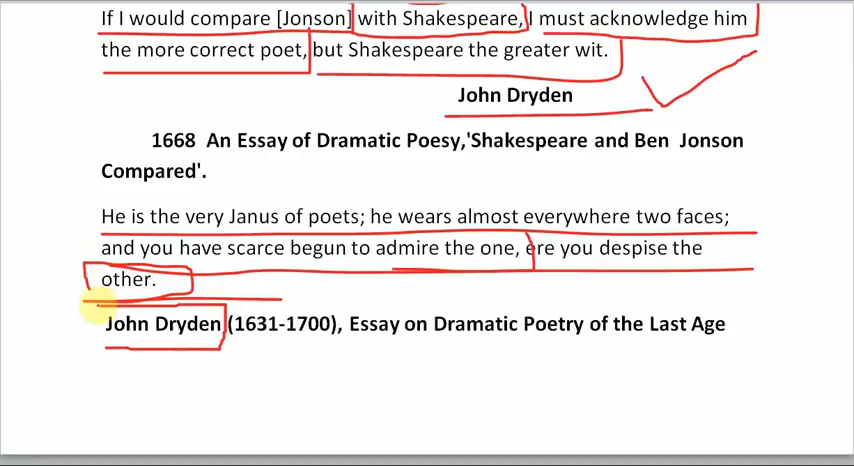 If I would compare [Jonson] with Shakespeare, I must acknowledge him
the more correct poet, but Shakespeare the greater wit.
John Dryden
1668 An Essay of Dramatic Poesy,'Shakespeare and Ben Jonson
Compared'.
He is the very Janus of poets; he wears almost everywhere two faces;
and you have scarce begun to admire the one, ere you despise the
other.
John Dryden (1631-1700), Essay on Dramatic Poetry of the Last Age